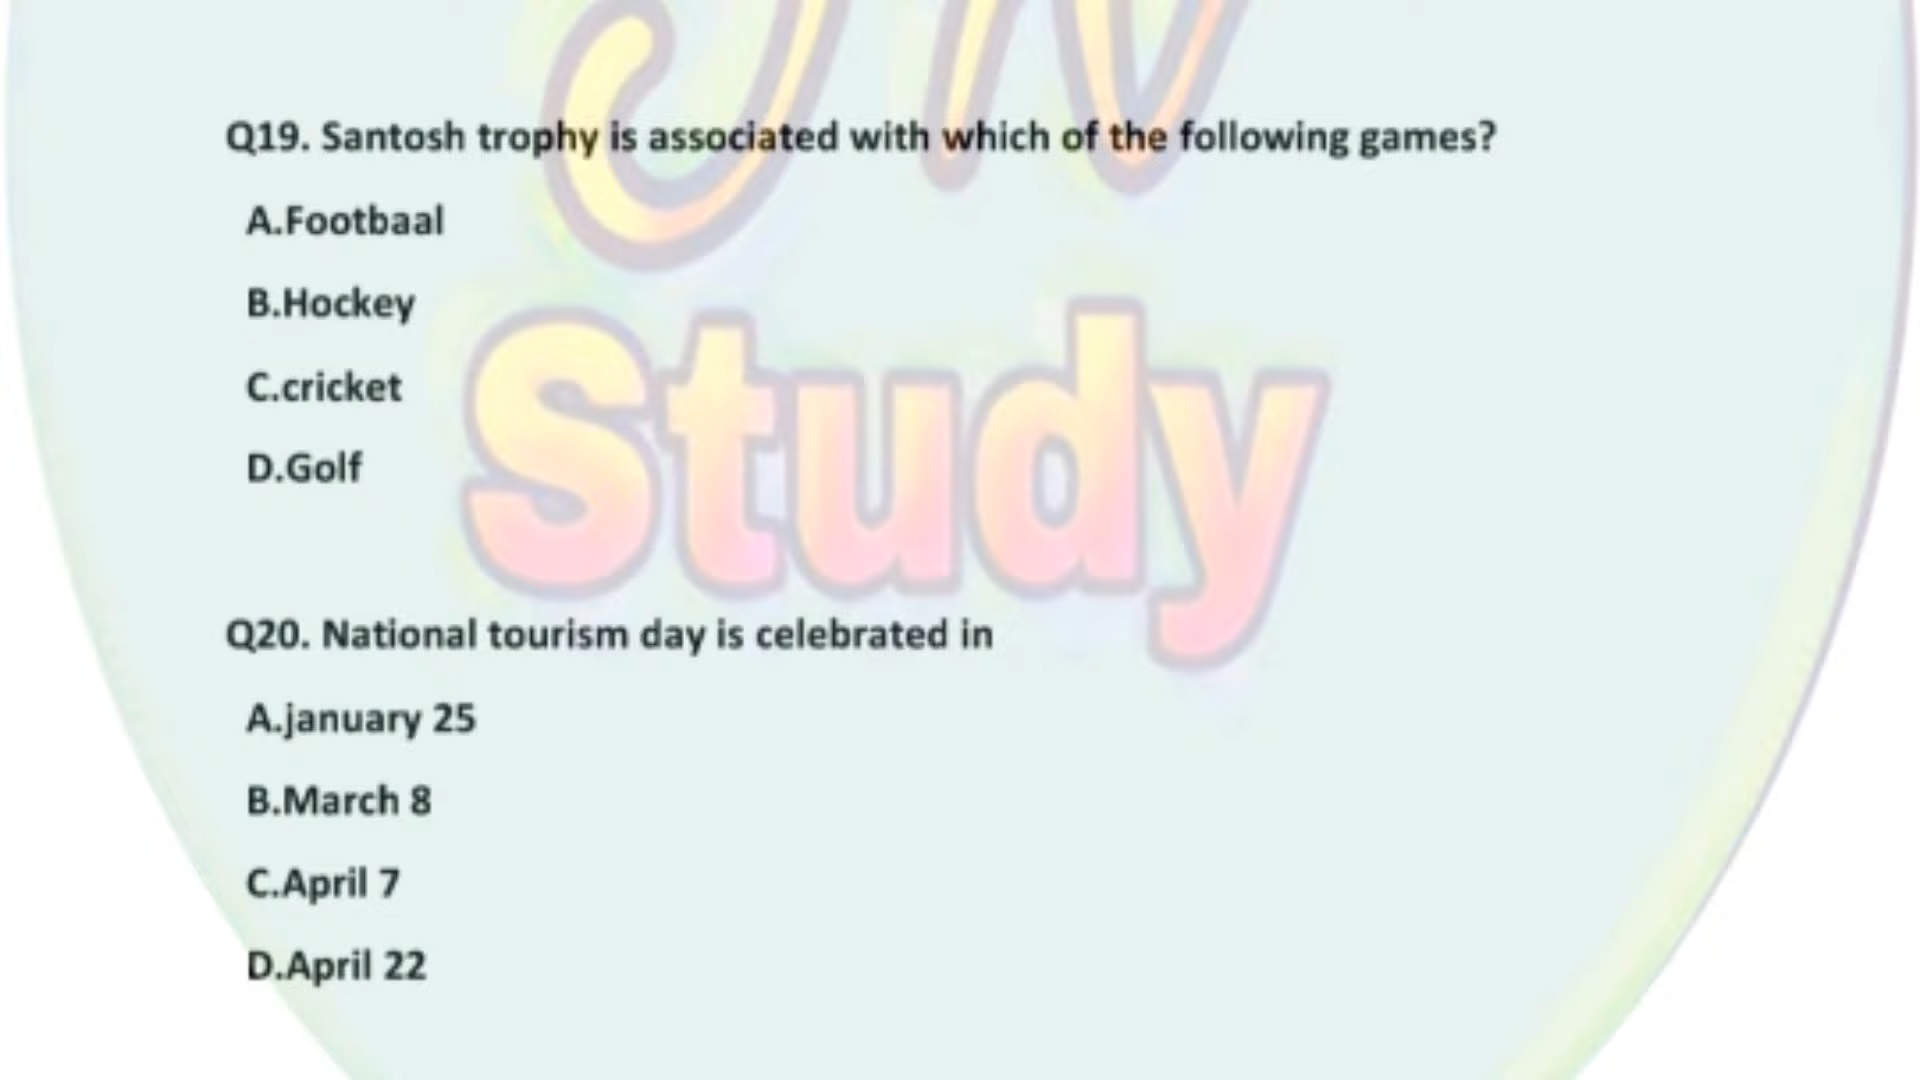 JN
Q19. Santosh trophy is associated with which of the following games?
A.Footbaal
B.Hockey
C.cricket
D.Golf
Study
Q20. National tourism day is celebrated in
A.january 25
B.March 8
C.April 7
D.April 22